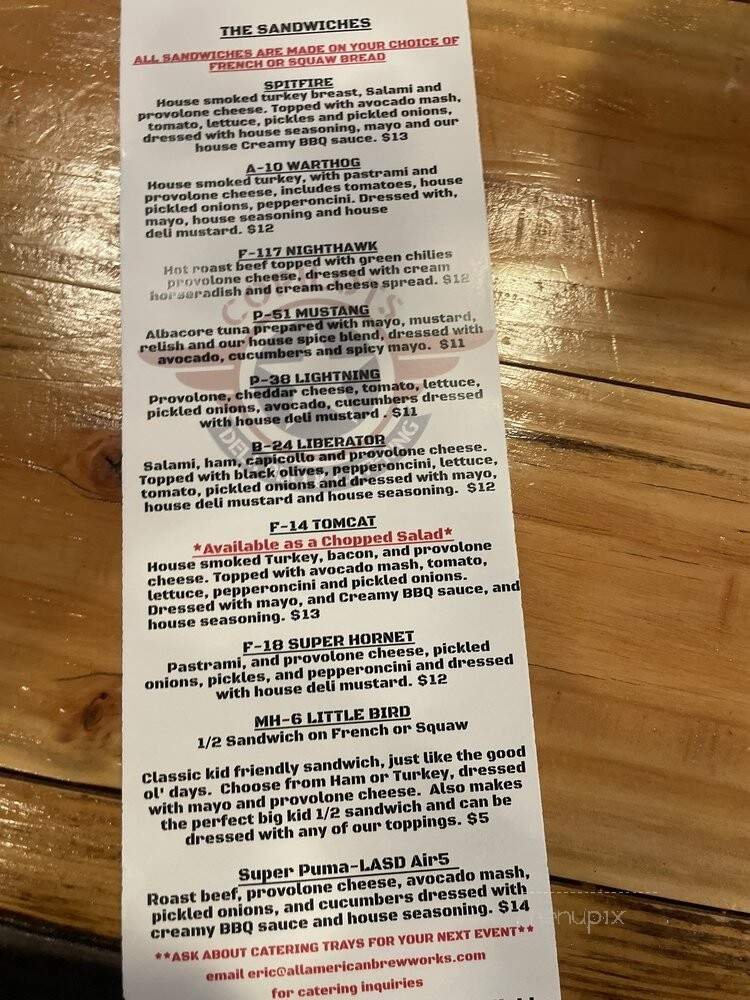 THE SANDWICHES
ALL SANDWICHES ARE MADE ON YOUR CHOICE OF
FRENCH OR SQUAW BREAD
SPITFIRE
House smoked turkey breast, Salami and
provolone cheese. Topped with avocado mash,
tomato, lettuce, pickles and pickled onions,
dressed with house seasoning, mayo and our
house Creamy BBQ sauce. $13
A-10 WARTHOG
House smoked turkey, with pastrami and
provolone cheese, includes tomatoes, house
pickled onions, pepperoncini. Dressed with,
mayo, house seasoning and house
deli mustard. $12
F-117 NIGHTHAWK
Hot roast beef topped with green chilies
provolone cheese, dressed with cream
horseradish and cream cheese spread. $12
P-51 MUSTANG
Albacore tuna prepared with mayo, mustard,
relish and our house spice blend, dressed with
avocado, cucumbers and spicy mayo. $11
P-38 LIGHTNING
Provolone, cheddar cheese, tomato, lettuce,
pickled onions, avocado, cucumbers dressed
with house deli mustard . $11
B-24 LIBERATOR
Salami, ham, capicollo and provolone cheese.
Topped with black olives, pepperoncini, lettuce,
tomato, pickled onions and dressed with mayo,
house deli mustard and house seasoning. $12
F-14 TOMCAT
*Available as a Chopped Salad*
House smoked Turkey, bacon, and provolone
cheese. Topped with avocado mash, tomato,
lettuce, pepperoncini and pickled onions.
Dressed with mayo, and Creamy BBQ sauce, and
house seasoning. $13
F-18 SUPER HORNET
Pastrami, and provolone cheese, pickled
onions, pickles, and pepperoncini and dressed
with house deli mustard. $12
MH-6 LITTLE BIRD
1/2 Sandwich on French or Squaw
Classic kid friendly sandwich, just like the good
ol' days. Choose from Ham or Turkey, dressed
with mayo and provolone cheese. Also makes
the perfect big kid 1/2 sandwich and can be
dressed with any of our toppings. $5
Super Puma-LASD Air5
Roast beef, provolone cheese, avocado mash,
pickled onions, and cucumbers dressed with
creamy BBQ sauce and house seasoning. $14
**ASK ABOUT CATERING TRAYS FOR YOUR NEXT EVENT**
email eric@allamericanbrewworks.com
for catering inquiries